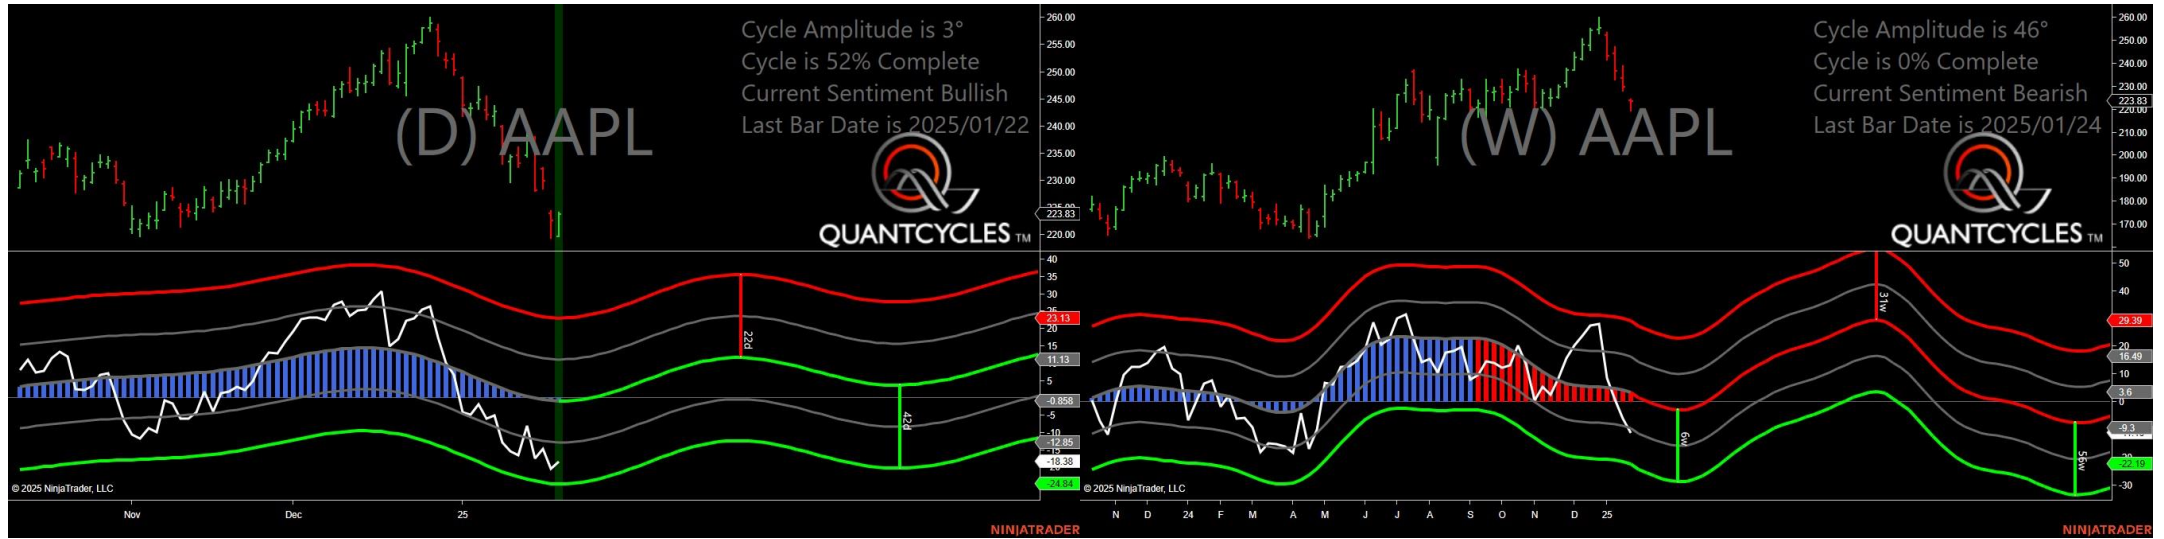 Cycle Amplitude is 3°
Cycle is 52% Complete
Current Sentiment Bullish
Last Bar Date is 2025/01/22
(D) AAPL
QUANTCYCLES TM
260.00
255.00
250.00
245.00
240.00
235.00
230.00
223.83
220.00
40
35
30
23.13
20
15
11.13
5
-0.858
-5
-10
-12.85
-15
-18.38
-24.84
22d
42d
© 2025 NinjaTrader, LLC
Nov
Dec
25
NINJATRADER
Cycle Amplitude is 46°
Cycle is 0% Complete
Current Sentiment Bearish
Last Bar Date is 2025/01/24
(W) AAPL
QUANTCYCLES TM
260.00
250.00
240.00
230.00
223.83
220.00
210.00
200.00
190.00
180.00
170.00
50
40
29.39
20
16.49
10
3.6
0
-9.3
-22.19
-30
31w
6w
56w
© 2025 NinjaTrader, LLC
N D 24 F M A M J J A S O N D 25
NINJATRADER